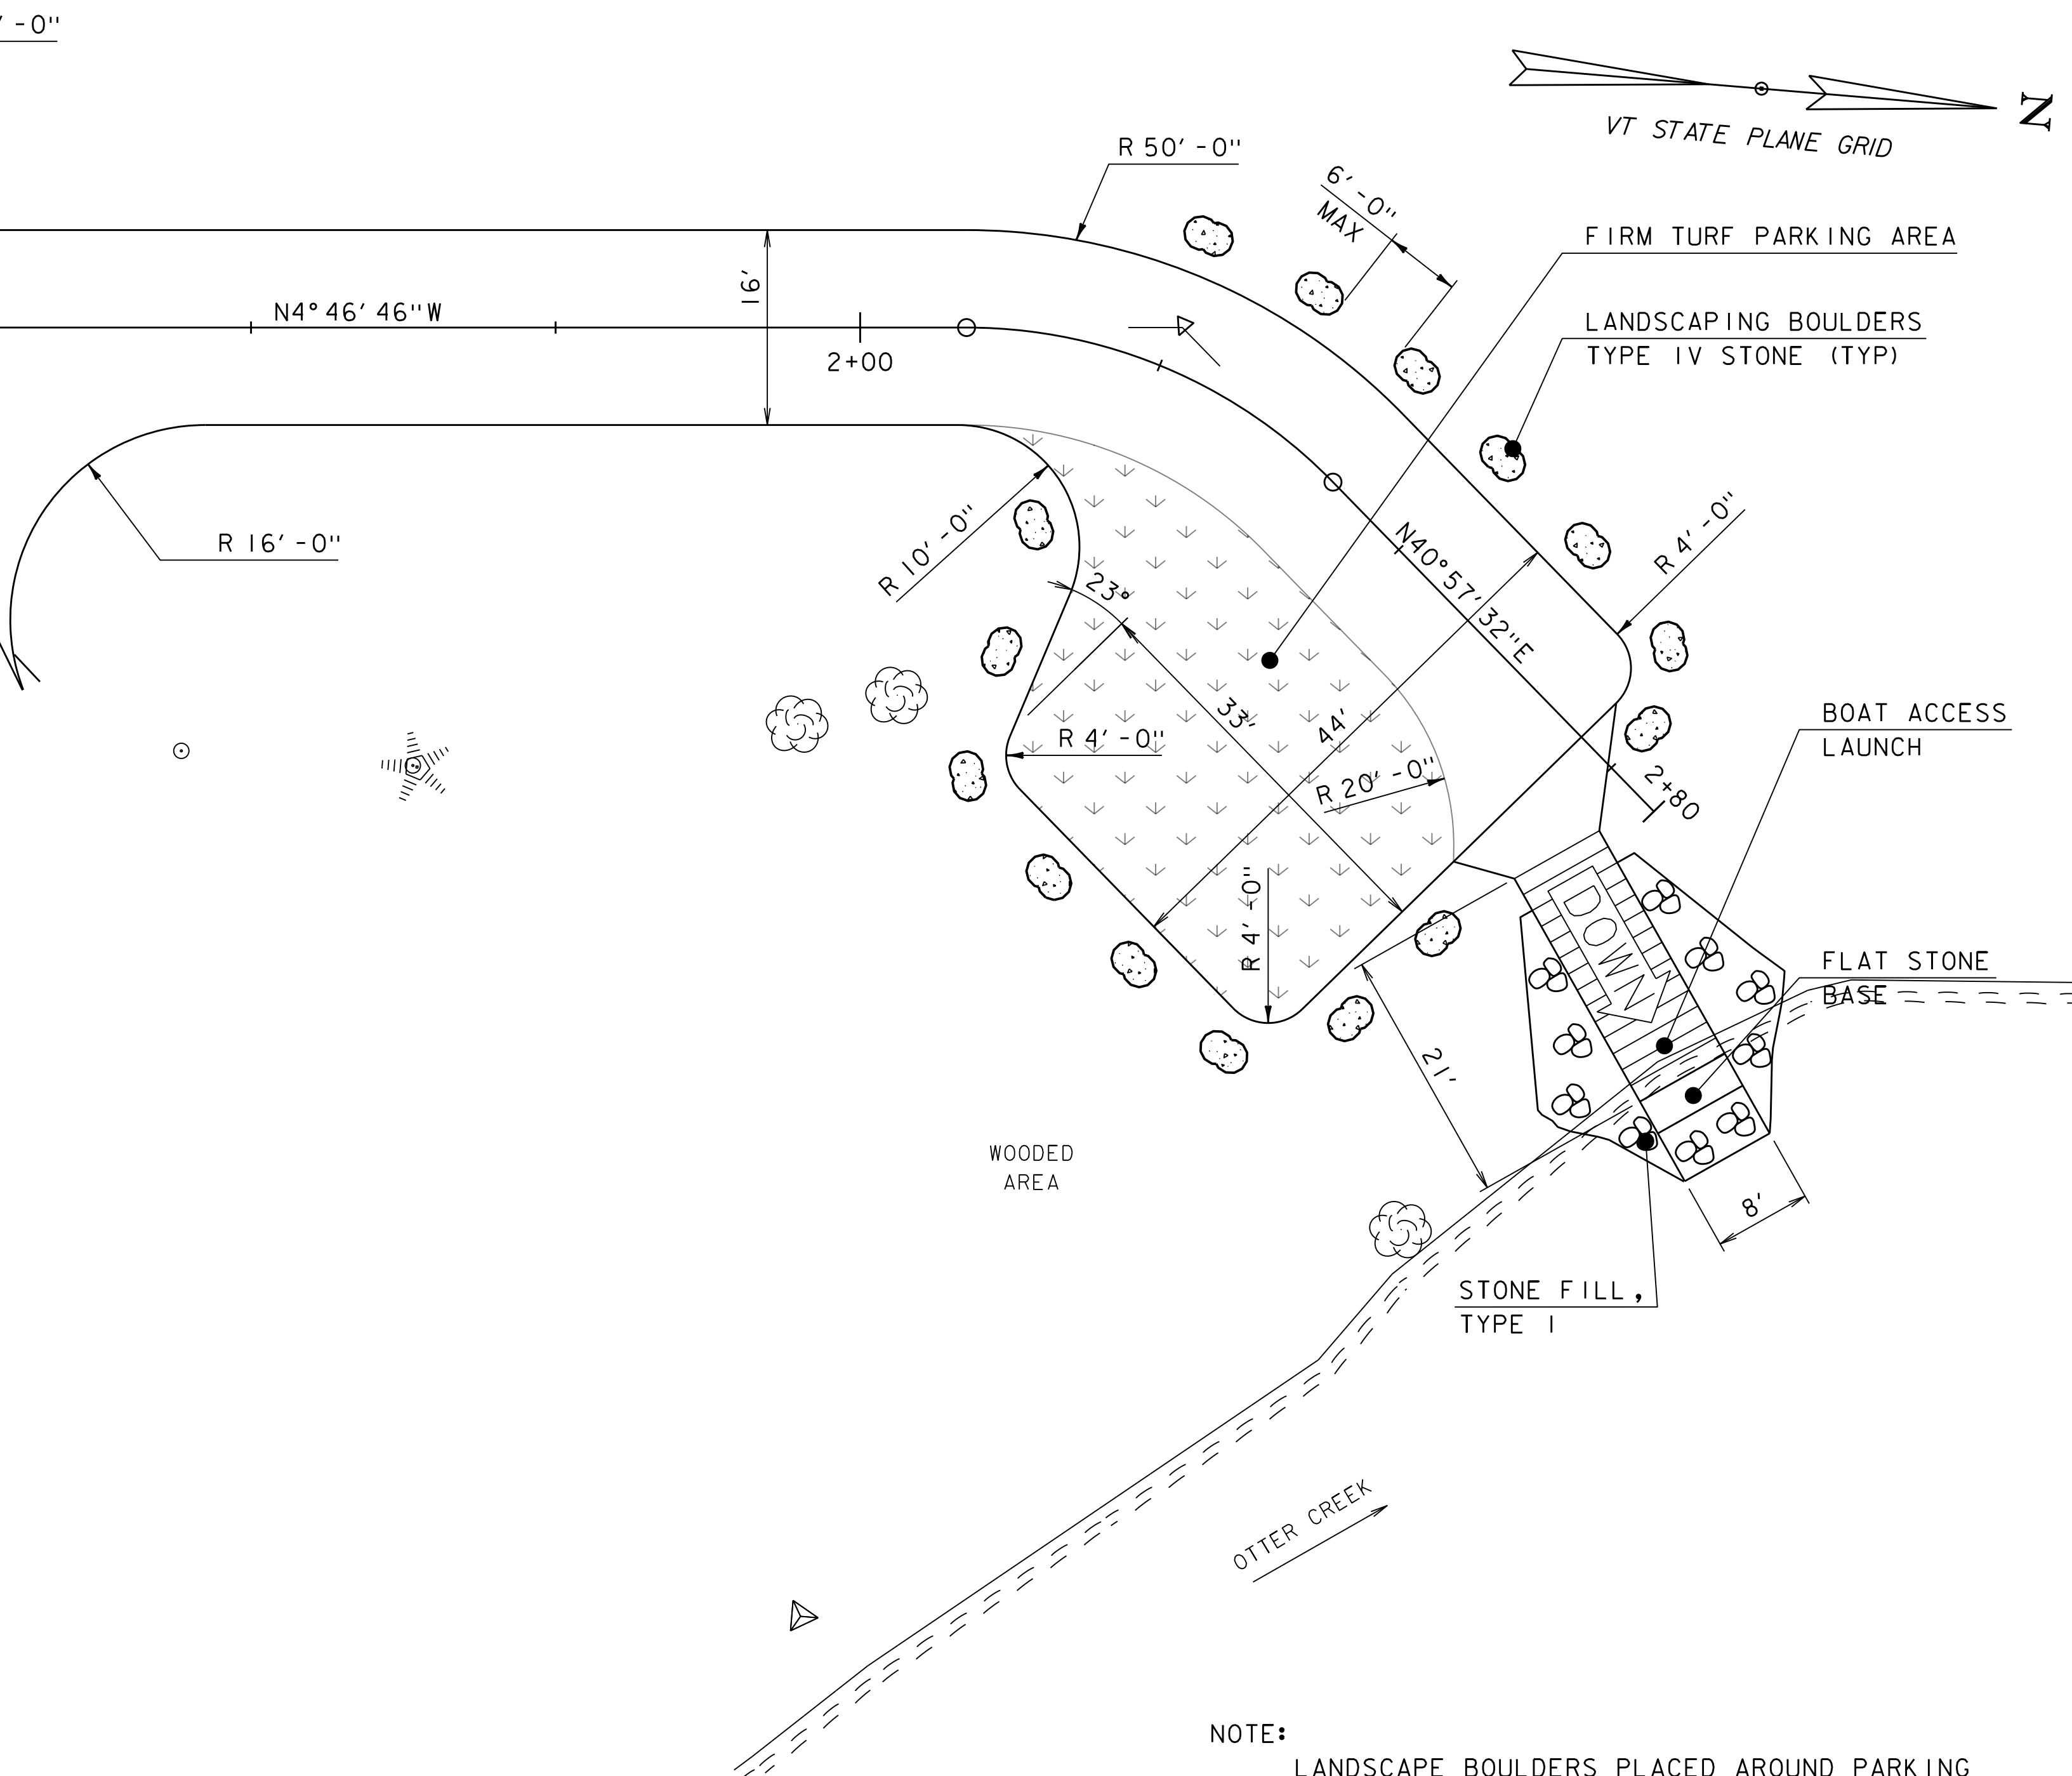 ′-0"
VT STATE PLANE GRID
N
R 50′-0"
6′-0"
MAX
FIRM TURF PARKING AREA
LANDSCAPING BOULDERS
TYPE IV STONE (TYP)
16′
N4°46′46"W
2+00
R 16′-0"
R 10′-0"
23°
N40°57′32"E
R 4′-0"
33′
44′
R 4′-0"
R 20′-0"
2+80
BOAT ACCESS
LAUNCH
R 4′-0"
DOWN
FLAT STONE
BASE
21′
8′
WOODED
AREA
STONE FILL,
TYPE I
OTTER CREEK
NOTE:
LANDSCAPE BOULDERS PLACED AROUND PARKING